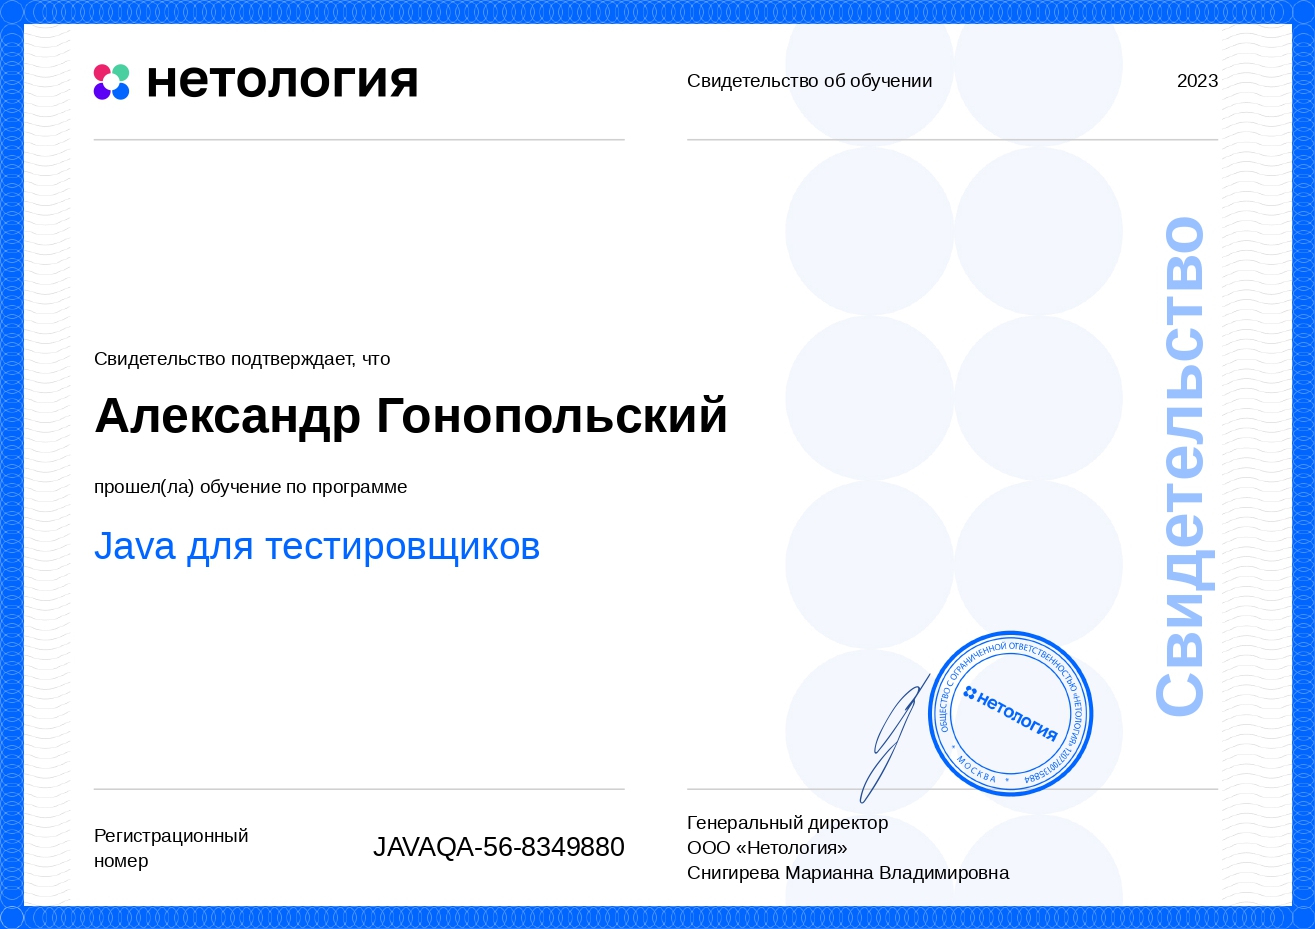 нетология
Свидетельство об обучении
2023
Свидетельство подтверждает, что
Александр Гонопольский
прошел(ла) обучение по программе
Java для тестировщиков
Свидетельство
ОБЩЕСТВО С ОГРАНИЧЕННОЙ ОТВЕТСТВЕННОСТЬЮ «НЕТОЛОГИЯ» 1207700135884
* МОСКВА *
нетология
Регистрационный
номер
JAVAQA-56-8349880
Генеральный директор
ООО «Нетология»
Снигирева Марианна Владимировна